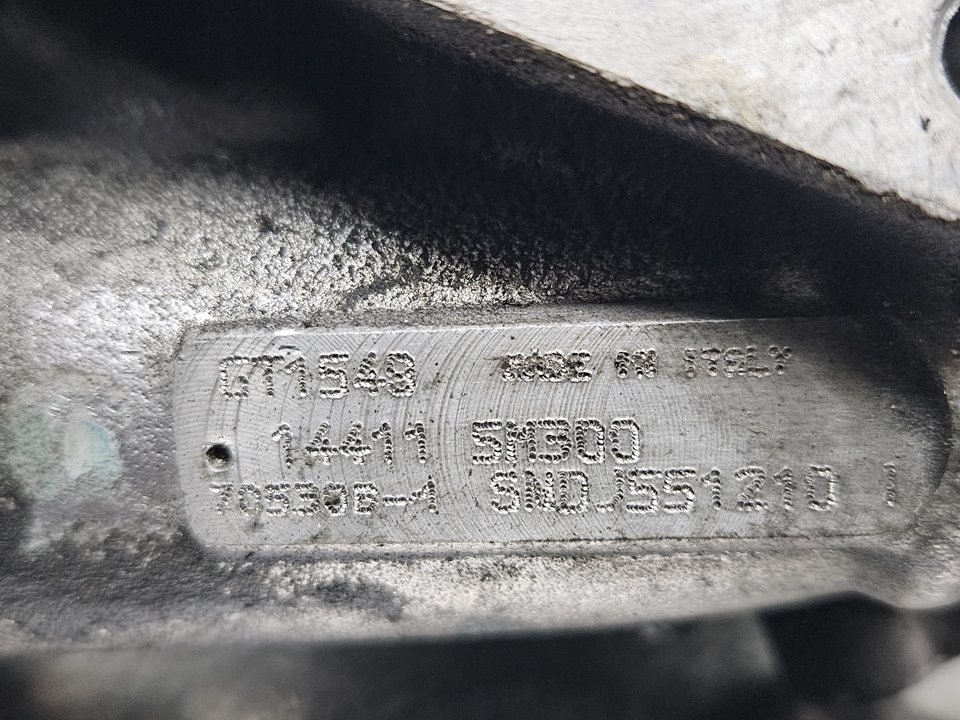 GT1549 MADE IN ITALY
14411 5M300
705306-1 SNDJ551210